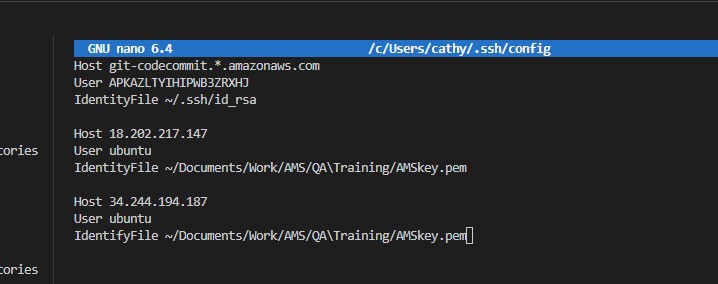 GNU nano 6.4 /c/Users/cathy/.ssh/config
Host git-codecommit.*.amazonaws.com
User APKAZLTYIHIPWB3ZRXHJ
IdentityFile ~/.ssh/id_rsa
Host 18.202.217.147
User ubuntu
tories
IdentityFile ~/Documents/Work/AMS/QA\Training/AMSkey.pem
Host 34.244.194.187
User ubuntu
IdentifyFile ~/Documents/Work/AMS/QA\Training/AMSkey.pem
tories